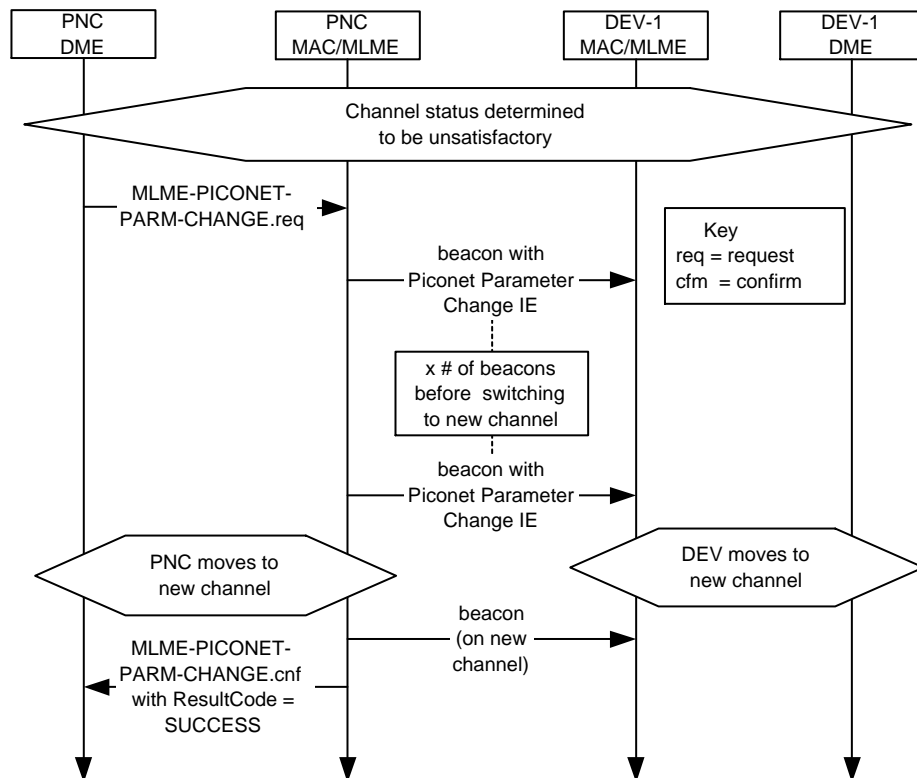 PNC
DME
PNC
MAC/MLME
DEV-1
MAC/MLME
DEV-1
DME
Channel status determined
to be unsatisfactory
MLME-PICONET-
PARM-CHANGE.req
Key
req = request
cfm = confirm
beacon with
Piconet Parameter
Change IE
x # of beacons
before switching
to new channel
beacon with
Piconet Parameter
Change IE
PNC moves to
new channel
DEV moves to
new channel
beacon
(on new
channel)
MLME-PICONET-
PARM-CHANGE.cnf
with ResultCode =
SUCCESS